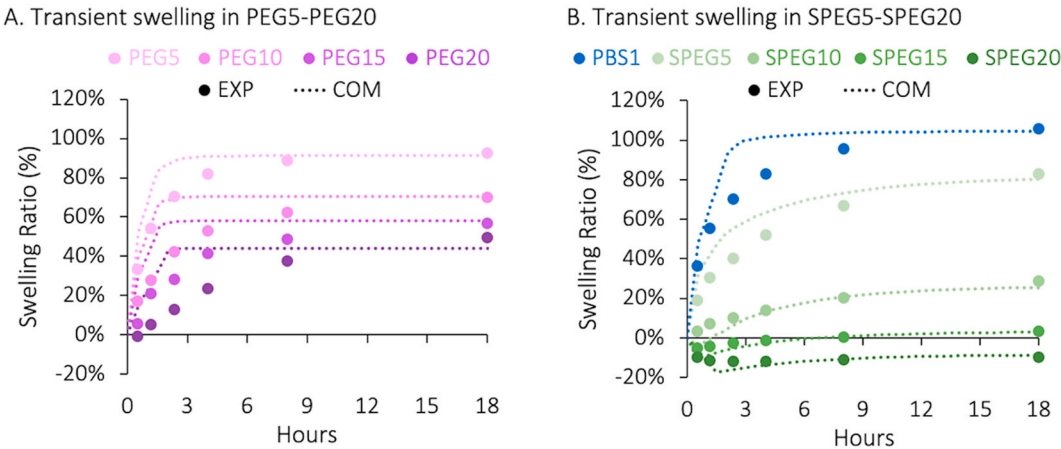 A. Transient swelling in PEG5-PEG20
PEG5 PEG10 PEG15 PEG20
EXP COM
120%
100%
80%
60%
40%
20%
0%
-20%
Swelling Ratio (%)
0 3 6 9 12 15 18
Hours
B. Transient swelling in SPEG5-SPEG20
PBS1 SPEG5 SPEG10 SPEG15 SPEG20
EXP COM
120%
100%
80%
60%
40%
20%
0%
-20%
Swelling Ratio (%)
0 3 6 9 12 15 18
Hours